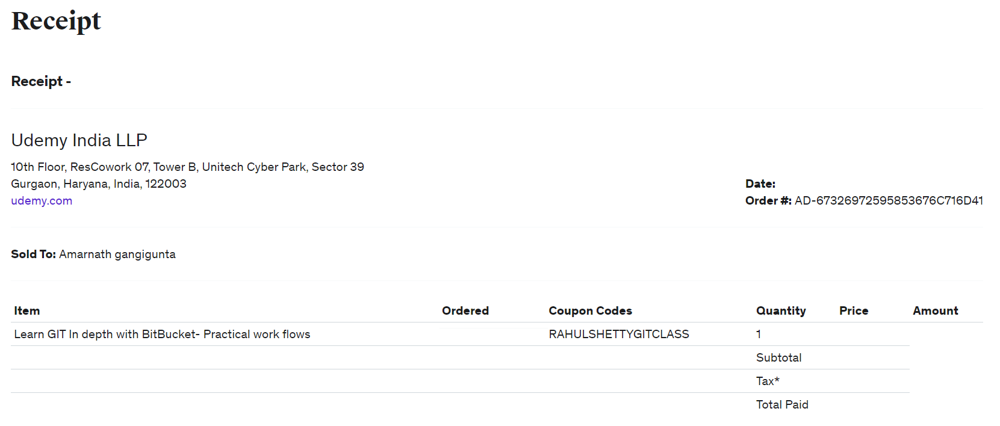 Receipt
Receipt -
Udemy India LLP
10th Floor, ResCowork 07, Tower B, Unitech Cyber Park, Sector 39
Gurgaon, Haryana, India, 122003
udemy.com
Date:
Order #: AD-67326972595853676C716D41
Sold To: Amarnath gangigunta
Item Ordered Coupon Codes Quantity Price Amount
Learn GIT In depth with BitBucket- Practical work flows RAHULSHETTYGITCLASS 1
Subtotal
Tax*
Total Paid